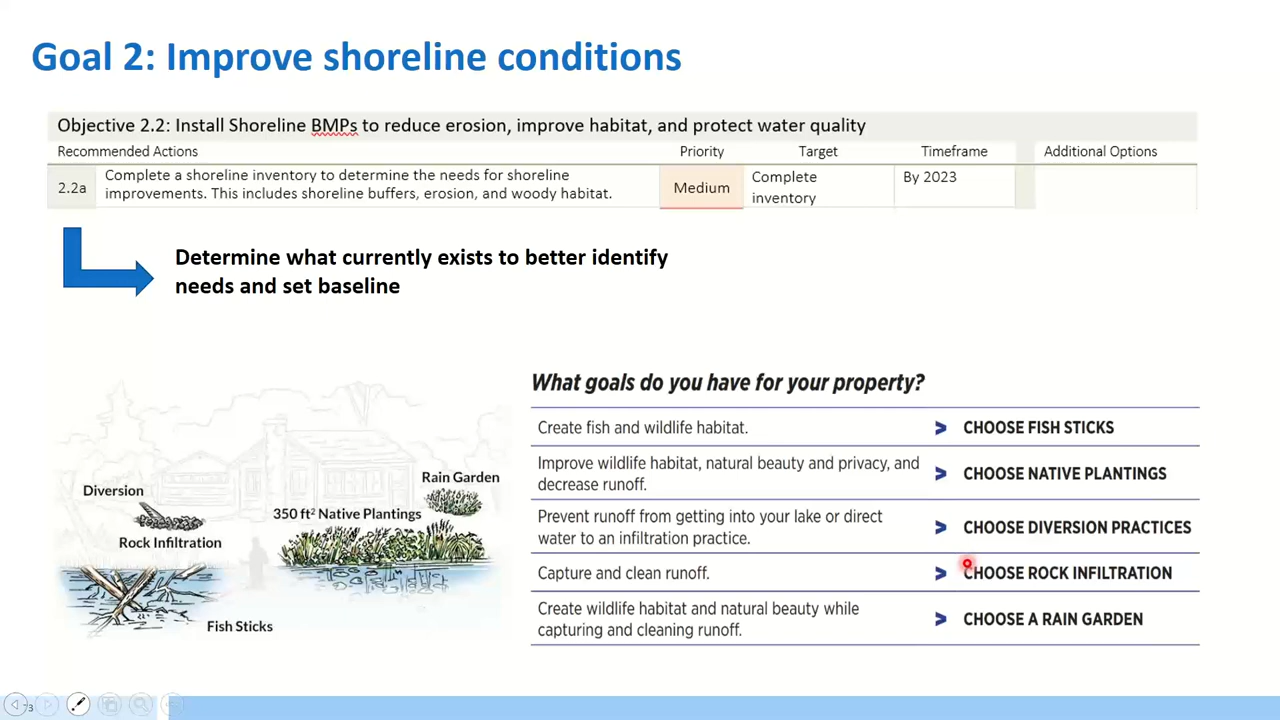 Goal 2: Improve shoreline conditions
Objective 2.2: Install Shoreline BMPs to reduce erosion, improve habitat, and protect water quality
Recommended Actions Priority Target Timeframe Additional Options
2.2a Complete a shoreline inventory to determine the needs for shoreline improvements. This includes shoreline buffers, erosion, and woody habitat. Medium Complete inventory By 2023
Determine what currently exists to better identify
needs and set baseline
Diversion
Rock Infiltration
350 ft² Native Plantings
Rain Garden
Fish Sticks
What goals do you have for your property?
Create fish and wildlife habitat. > CHOOSE FISH STICKS
Improve wildlife habitat, natural beauty and privacy, and
decrease runoff. > CHOOSE NATIVE PLANTINGS
Prevent runoff from getting into your lake or direct
water to an infiltration practice. > CHOOSE DIVERSION PRACTICES
Capture and clean runoff. > CHOOSE ROCK INFILTRATION
Create wildlife habitat and natural beauty while
capturing and cleaning runoff. > CHOOSE A RAIN GARDEN